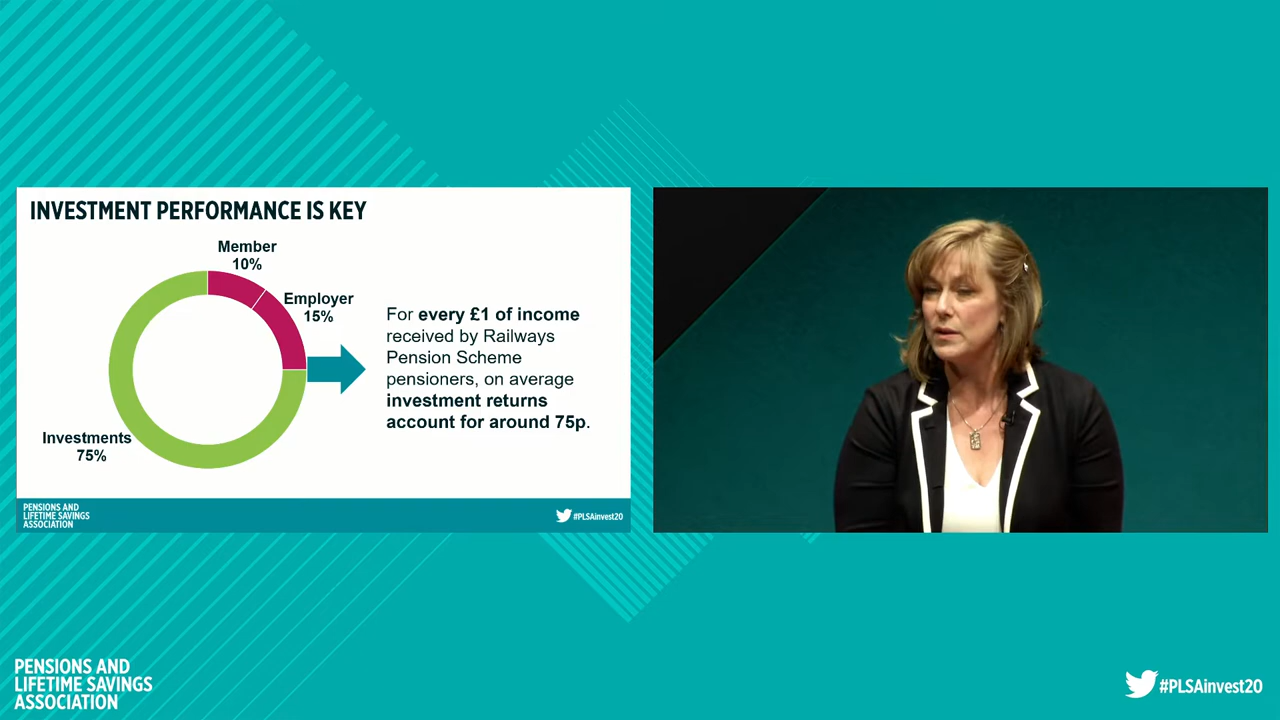 INVESTMENT PERFORMANCE IS KEY
Member
10%
Employer
15%
Investments
75%
For every £1 of income
received by Railways
Pension Scheme
pensioners, on average
investment returns
account for around 75p.
PENSIONS AND
LIFETIME SAVINGS
ASSOCIATION
#PLSAinvest20
PENSIONS AND
LIFETIME SAVINGS
ASSOCIATION
#PLSAinvest20